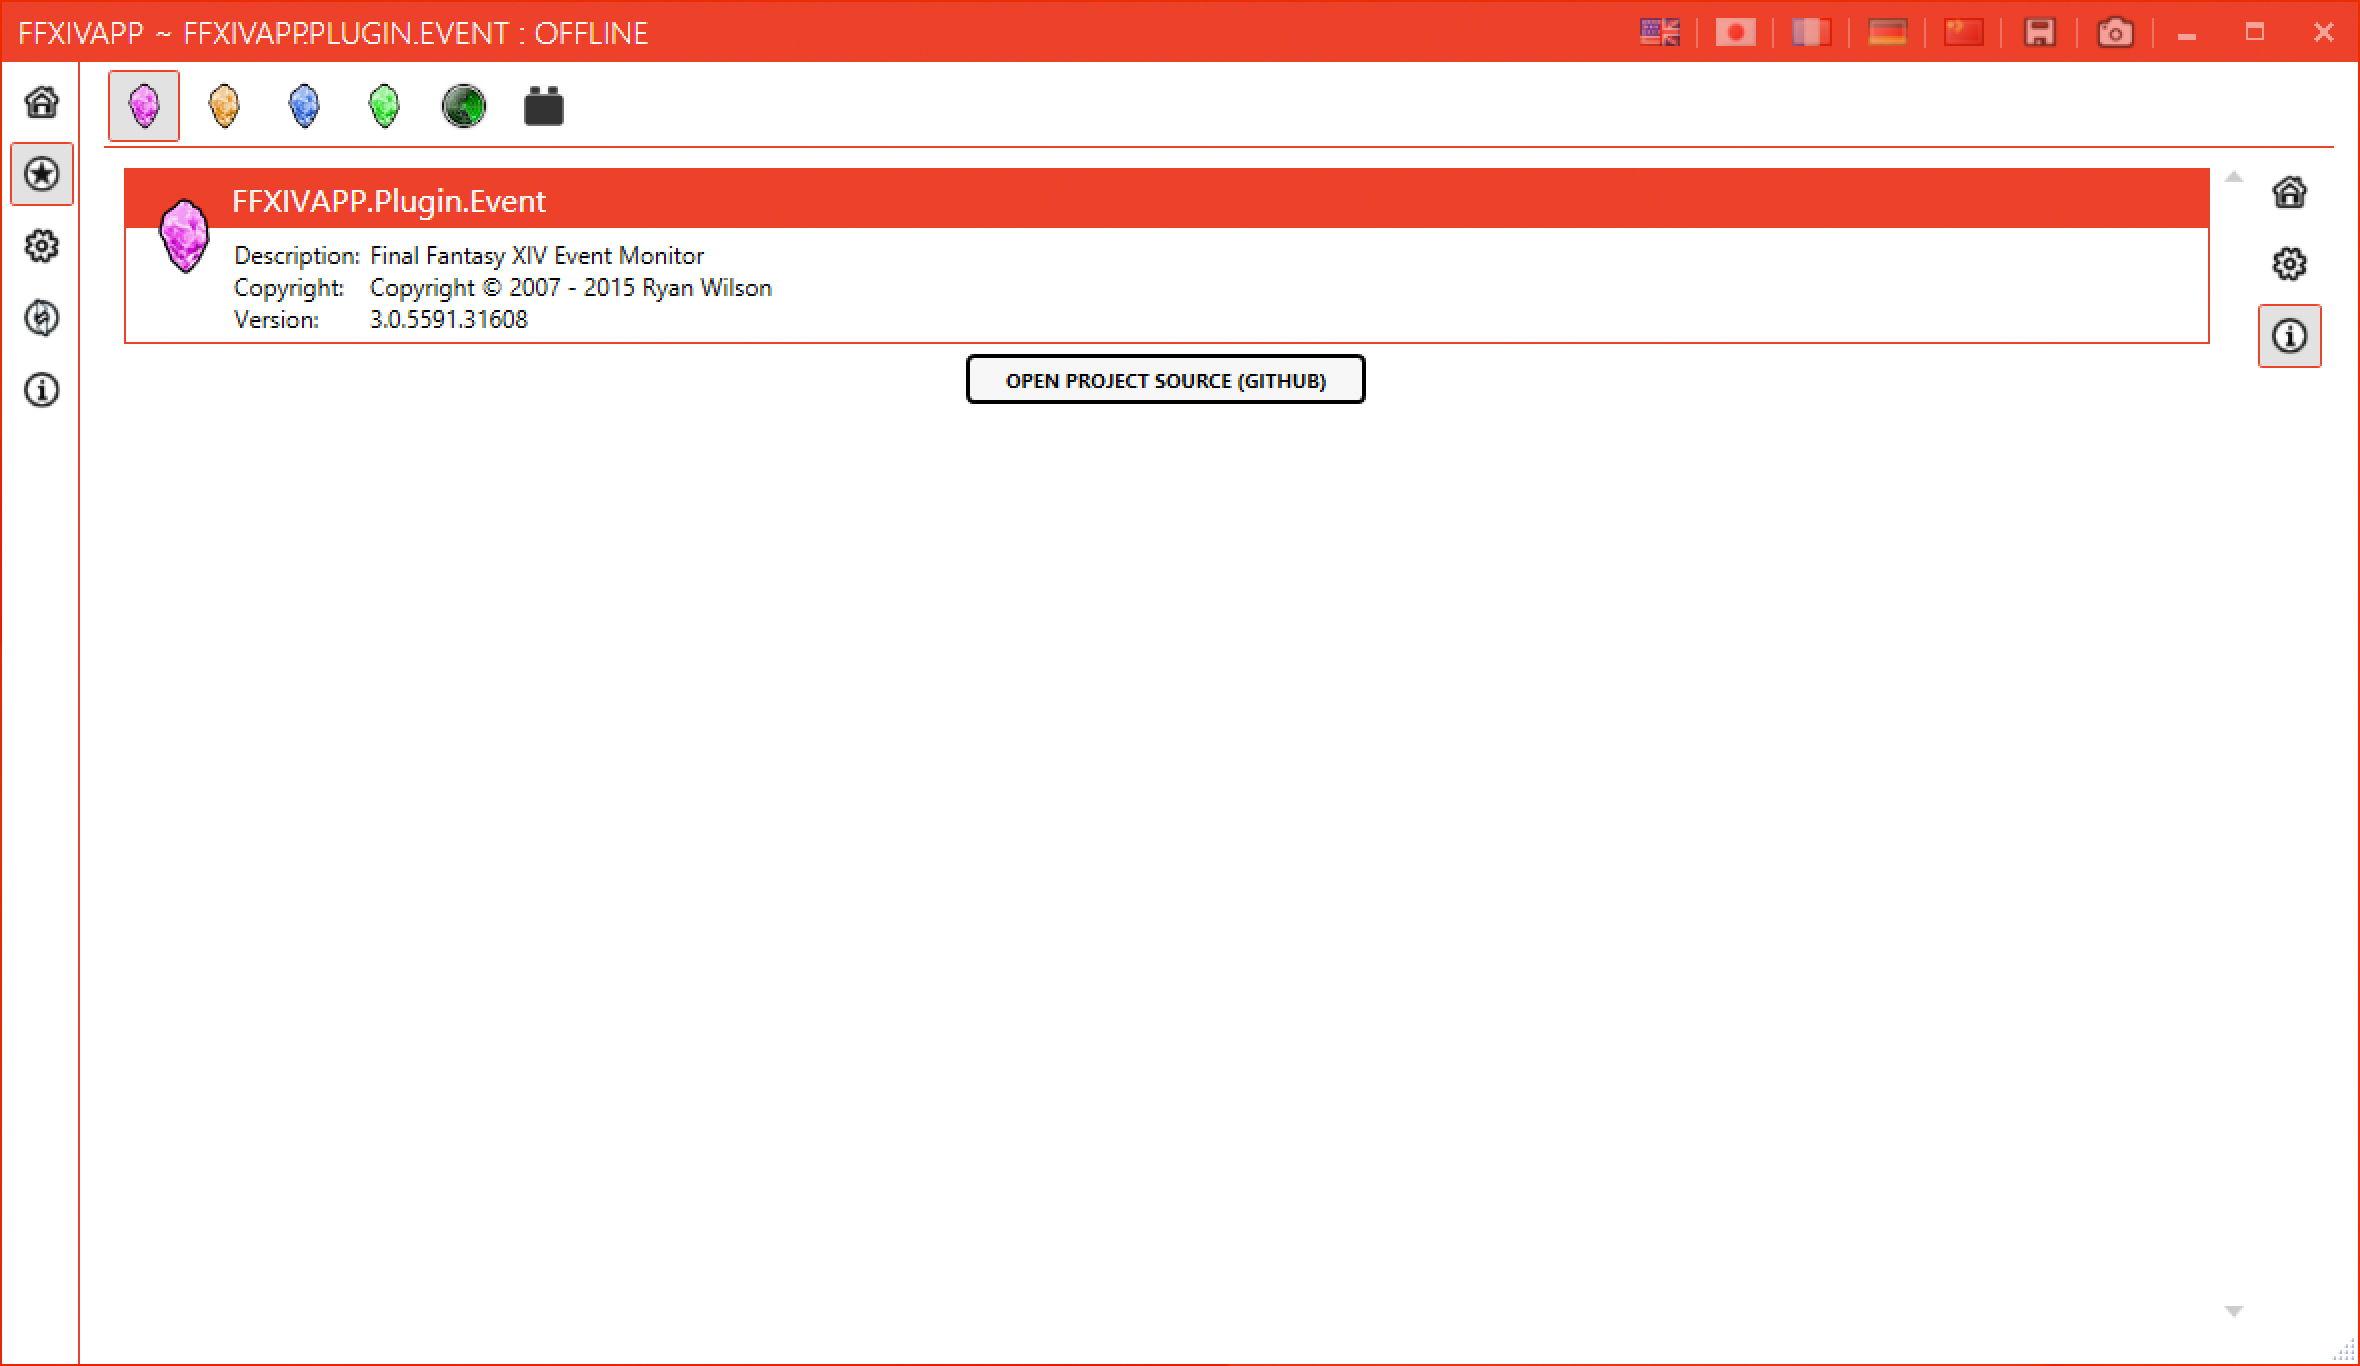 FFXIVAPP ~ FFXIVAPP.PLUGIN.EVENT : OFFLINE
FFXIVAPP.Plugin.Event
Description: Final Fantasy XIV Event Monitor
Copyright: Copyright © 2007 - 2015 Ryan Wilson
Version: 3.0.5591.31608
OPEN PROJECT SOURCE (GITHUB)